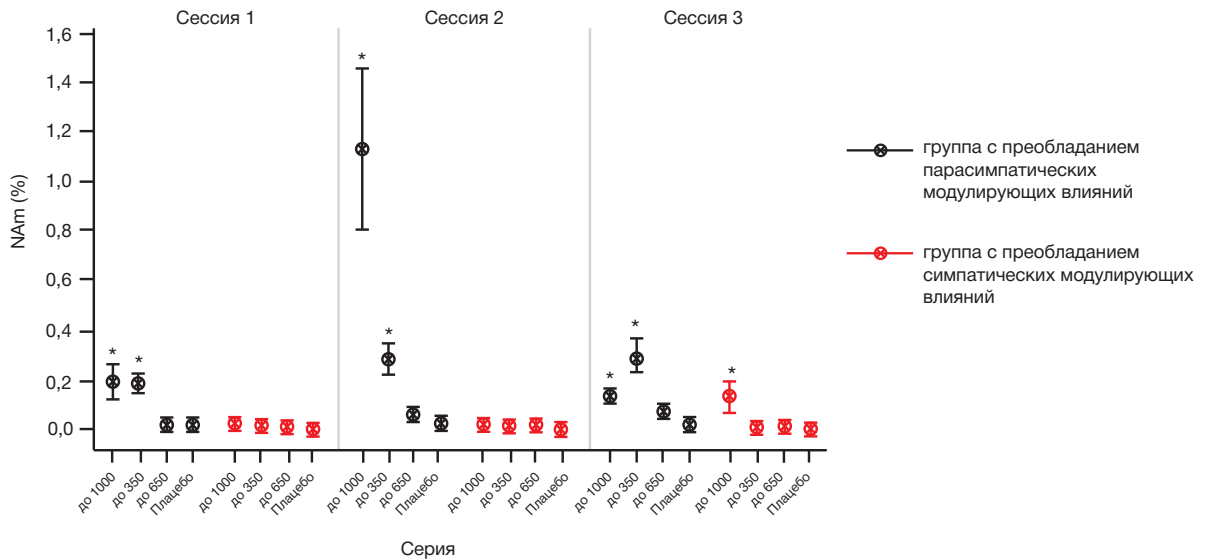 Сессия 1
Сессия 2
Сессия 3
1,6
1,4
1,2
1,0
0,8
0,6
0,4
0,2
0,0
NAm (%)
*
*
*
*
*
*
*
до 1000
до 350
до 650
Плацебо
до 1000
до 350
до 650
Плацебо
до 1000
до 350
до 650
Плацебо
до 1000
до 350
до 650
Плацебо
до 1000
до 350
до 650
Плацебо
до 1000
до 350
до 650
Плацебо
Серия
группа с преобладанием
парасимпатических
модулирующих влияний
группа с преобладанием
симпатических модулирующих
влияний